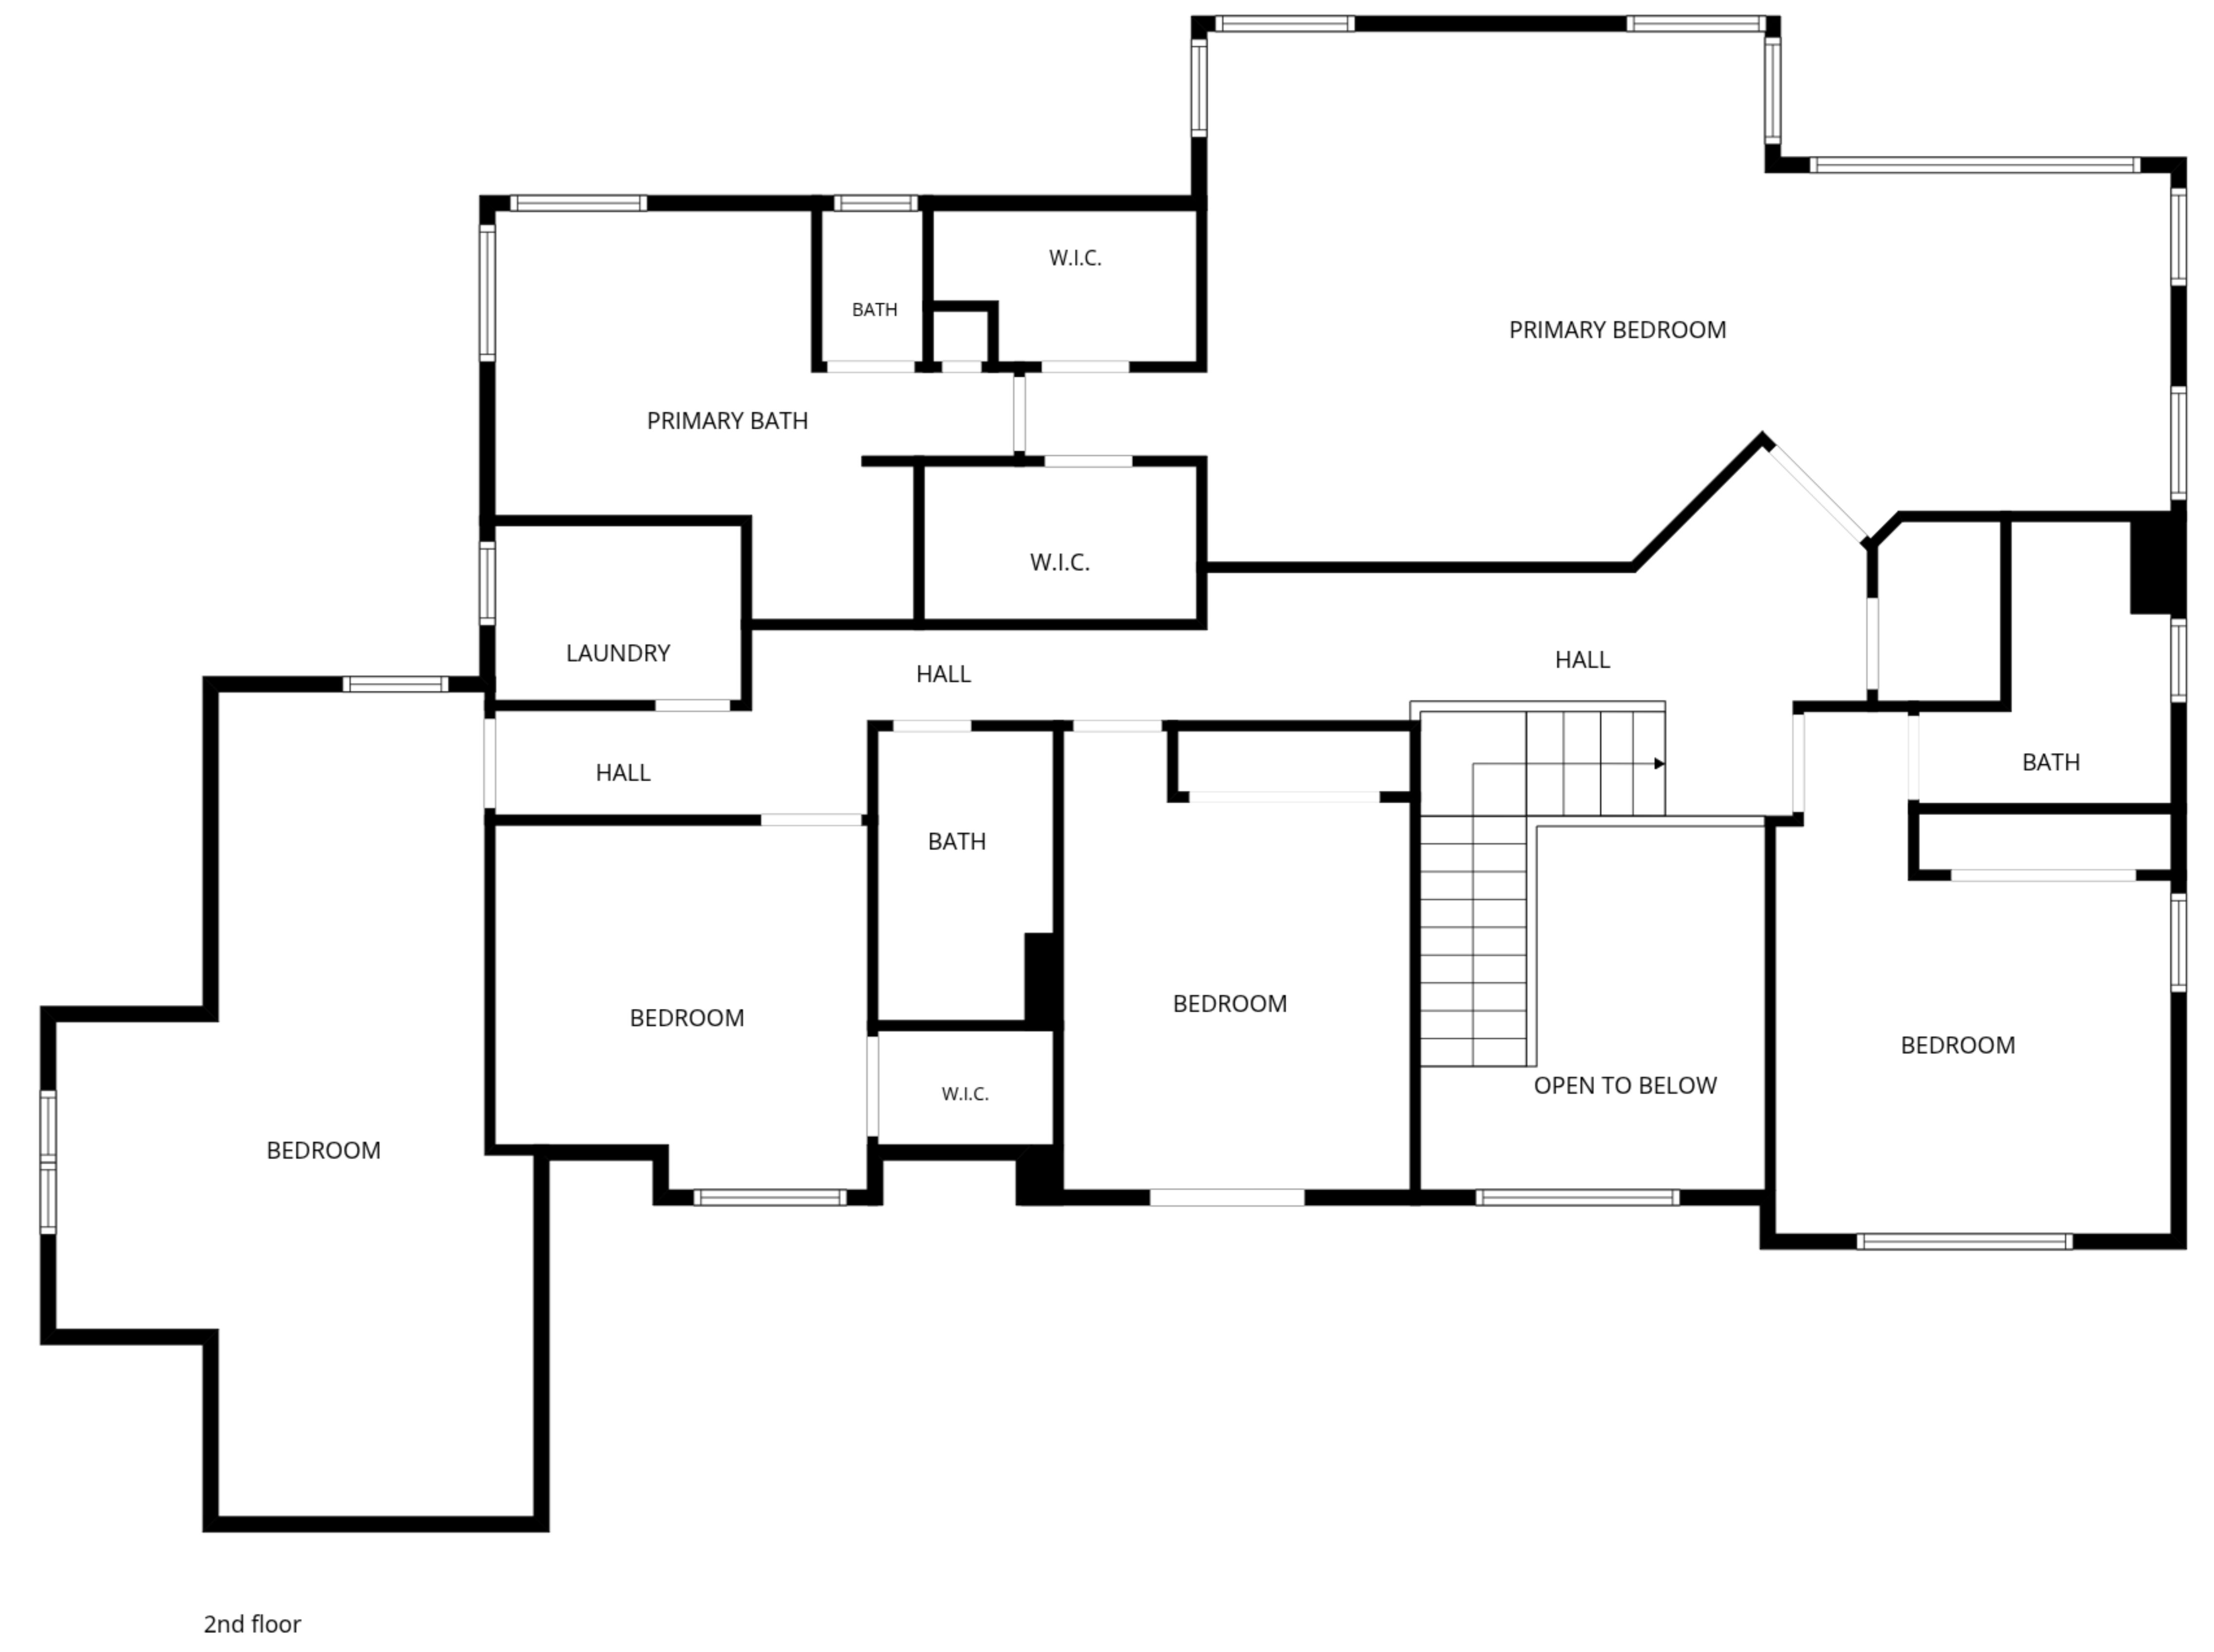 W.I.C.
BATH
PRIMARY BEDROOM
PRIMARY BATH
W.I.C.
LAUNDRY
HALL
HALL
HALL
BATH
BATH
BEDROOM
BEDROOM
BEDROOM
OPEN TO BELOW
W.I.C.
BEDROOM
2nd floor